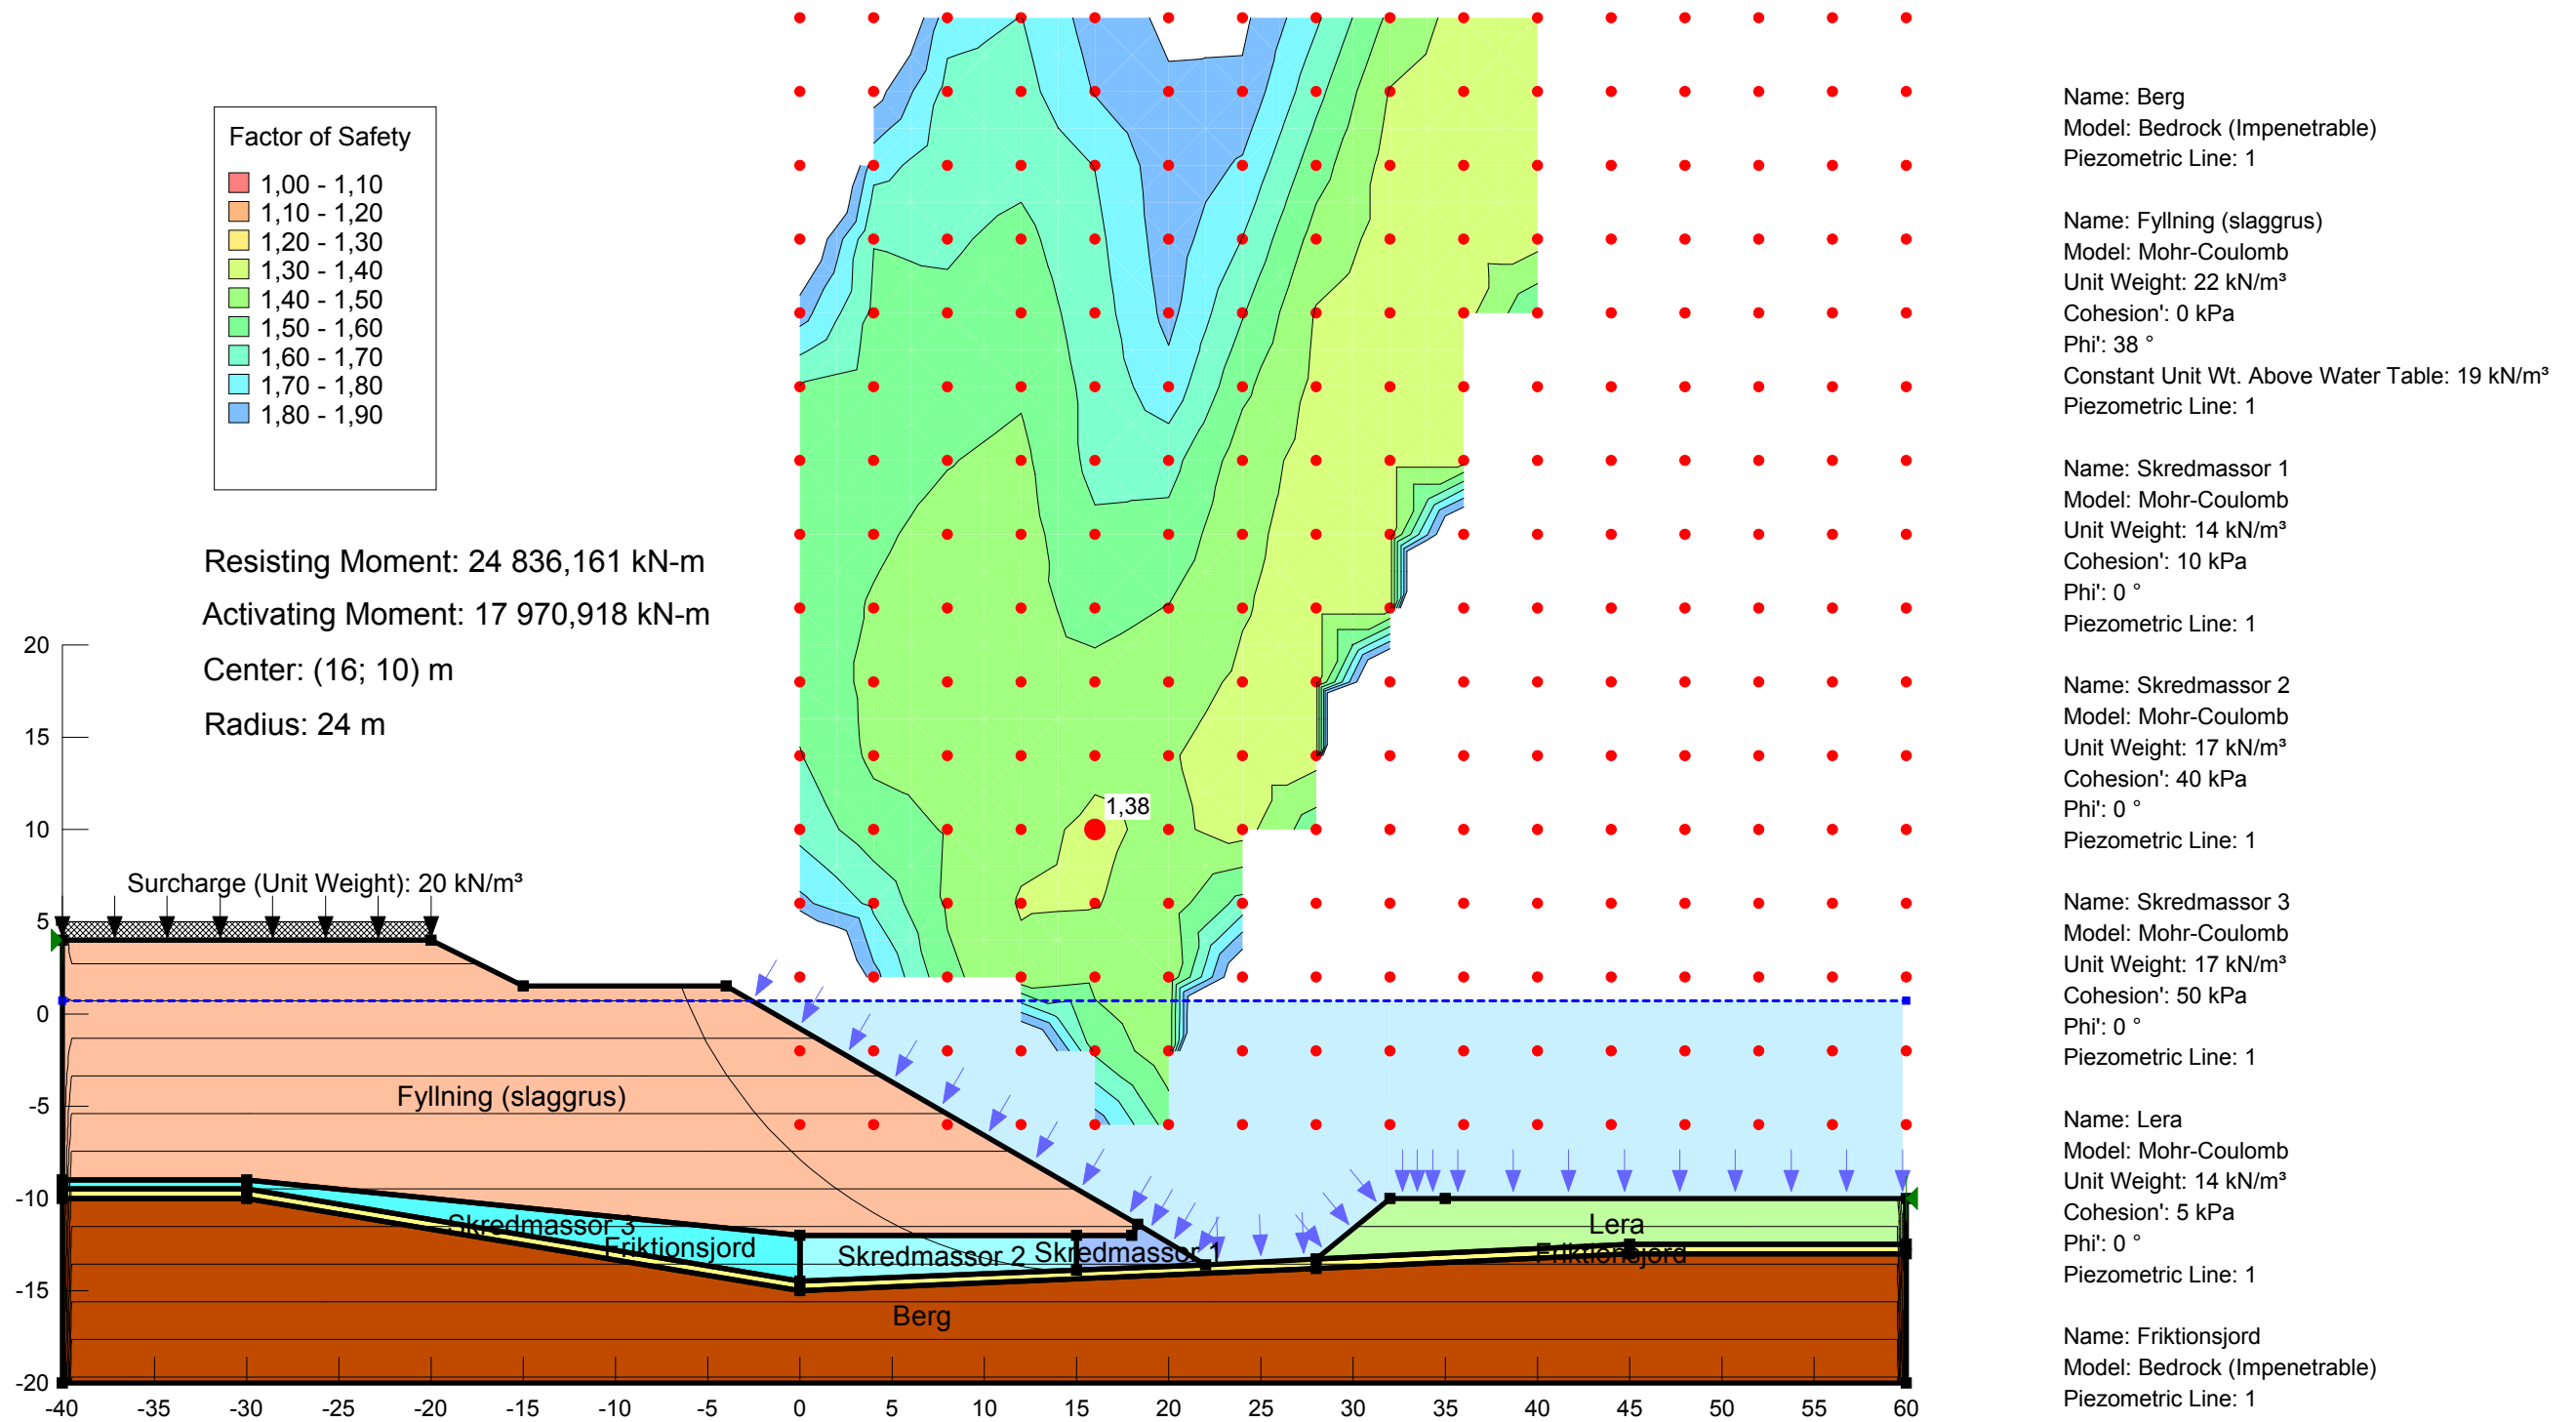 Factor of Safety
1,00 - 1,10
1,10 - 1,20
1,20 - 1,30
1,30 - 1,40
1,40 - 1,50
1,50 - 1,60
1,60 - 1,70
1,70 - 1,80
1,80 - 1,90
Resisting Moment: 24 836,161 kN-m
Activating Moment: 17 970,918 kN-m
Center: (16; 10) m
Radius: 24 m
1,38
Surcharge (Unit Weight): 20 kN/m³
20
15
10
5
0
-5
-10
-15
-20
Fyllning (slaggrus)
Skredmassor 3
Friktionsjord
Skredmassor 2
Skredmassor 1
Lera
Friktionsjord
Berg
-40 -35 -30 -25 -20 -15 -10 -5 0 5 10 15 20 25 30 35 40 45 50 55 60
Name: Berg
Model: Bedrock (Impenetrable)
Piezometric Line: 1
Name: Fyllning (slaggrus)
Model: Mohr-Coulomb
Unit Weight: 22 kN/m³
Cohesion': 0 kPa
Phi': 38 °
Constant Unit Wt. Above Water Table: 19 kN/m³
Piezometric Line: 1
Name: Skredmassor 1
Model: Mohr-Coulomb
Unit Weight: 14 kN/m³
Cohesion': 10 kPa
Phi': 0 °
Piezometric Line: 1
Name: Skredmassor 2
Model: Mohr-Coulomb
Unit Weight: 17 kN/m³
Cohesion': 40 kPa
Phi': 0 °
Piezometric Line: 1
Name: Skredmassor 3
Model: Mohr-Coulomb
Unit Weight: 17 kN/m³
Cohesion': 50 kPa
Phi': 0 °
Piezometric Line: 1
Name: Lera
Model: Mohr-Coulomb
Unit Weight: 14 kN/m³
Cohesion': 5 kPa
Phi': 0 °
Piezometric Line: 1
Name: Friktionsjord
Model: Bedrock (Impenetrable)
Piezometric Line: 1